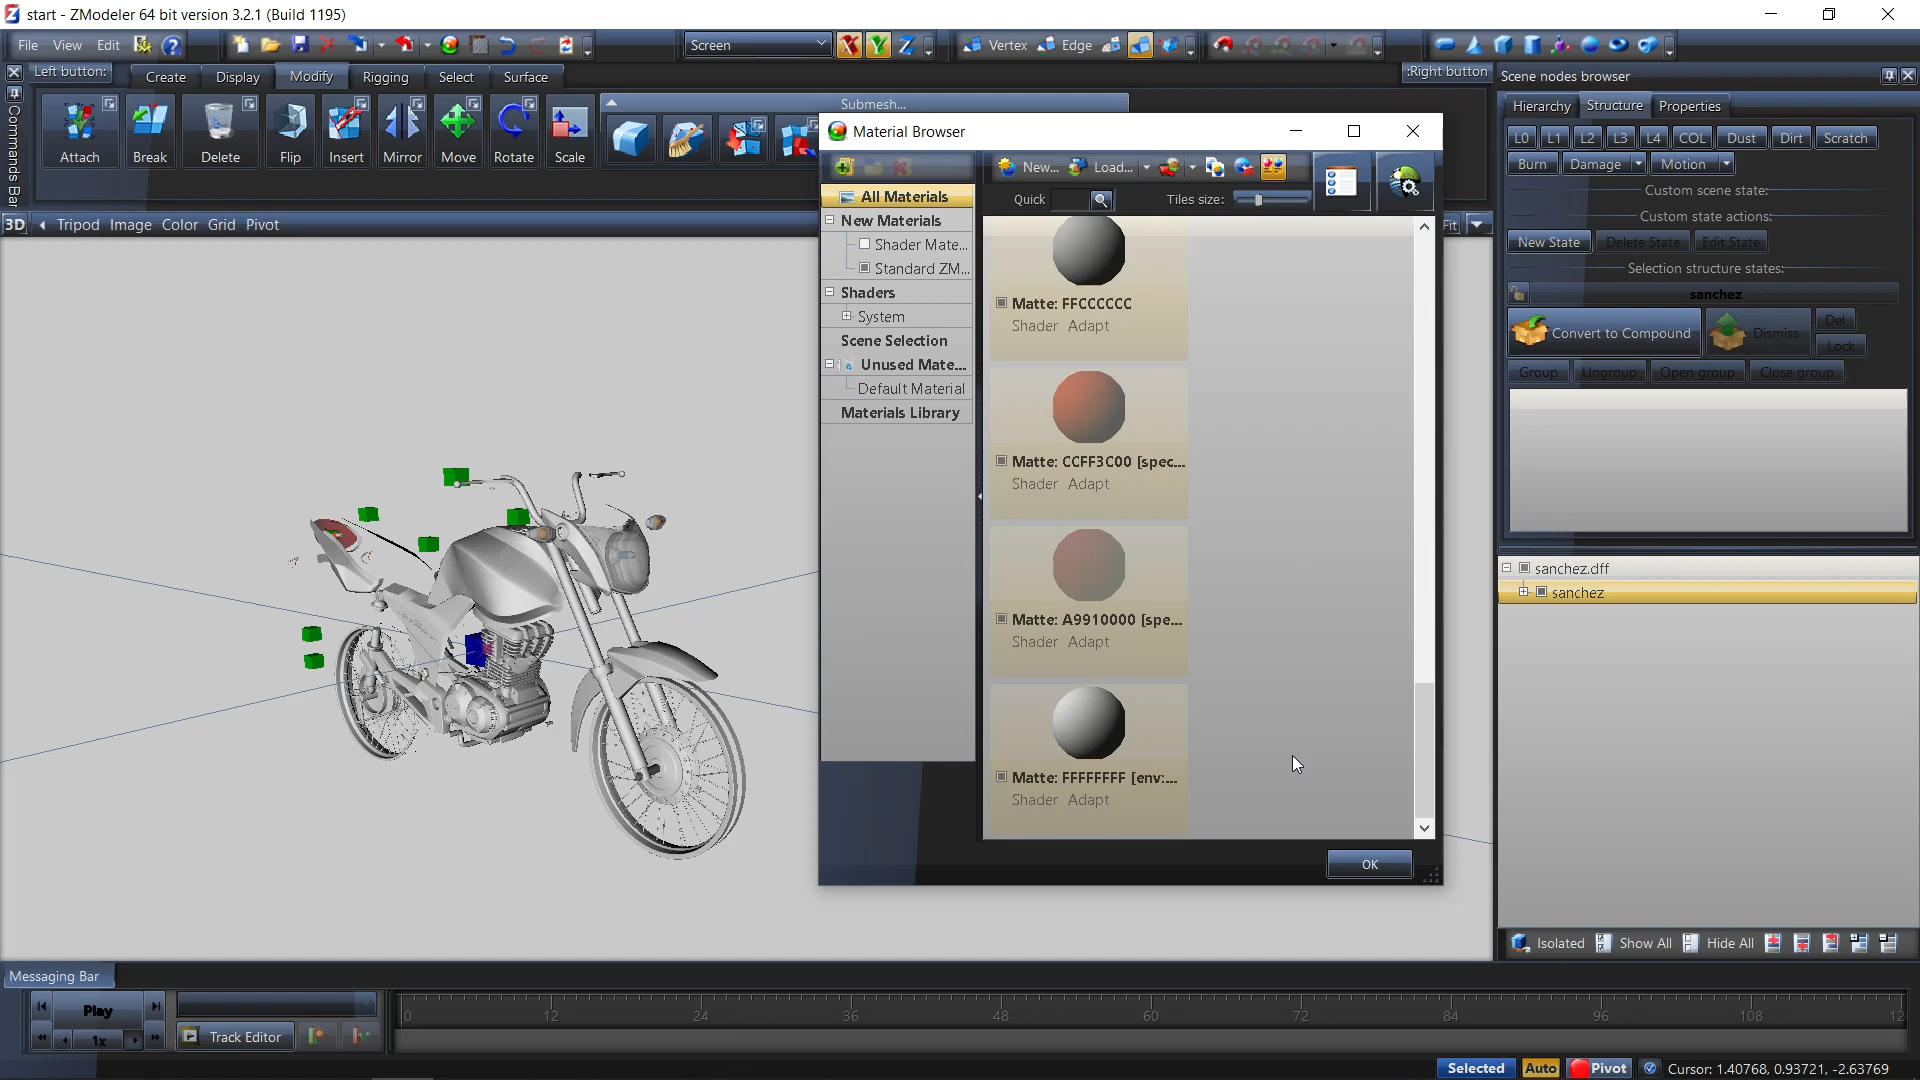 start - ZModeler 64 bit version 3.2.1 (Build 1195)
File View Edit
Screen
Vertex Edge
Left button:
Create Display Modify Rigging Select Surface
:Right button
Commands Bar
Attach Break Delete Flip Insert Mirror Move Rotate Scale
Submesh...
3D Tripod Image Color Grid Pivot
Fit
Material Browser
New... Load...
Quick
Tiles size:
All Materials
New Materials
Shader Mate...
Standard ZM...
Shaders
System
Scene Selection
Unused Mate...
Default Material
Materials Library
Matte: FFCCCCCC
Shader Adapt
Matte: CCFF3C00 [spec...
Shader Adapt
Matte: A9910000 [spe...
Shader Adapt
Matte: FFFFFFFF [env:...
Shader Adapt
OK
Scene nodes browser
Hierarchy Structure Properties
L0 L1 L2 L3 L4 COL Dust Dirt Scratch
Burn Damage Motion
Custom scene state:
Custom state actions:
New State Delete State Edit State
Selection structure states:
sanchez
Convert to Compound Dismiss Del
Lock
Group Ungroup Open group Close group
sanchez.dff
sanchez
Isolated Show All Hide All
Messaging Bar
Play
1x
Track Editor
0 12 24 36 48 60 72 84 96 108 12
Selected Auto Pivot Cursor: 1.40768, 0.93721, -2.63769